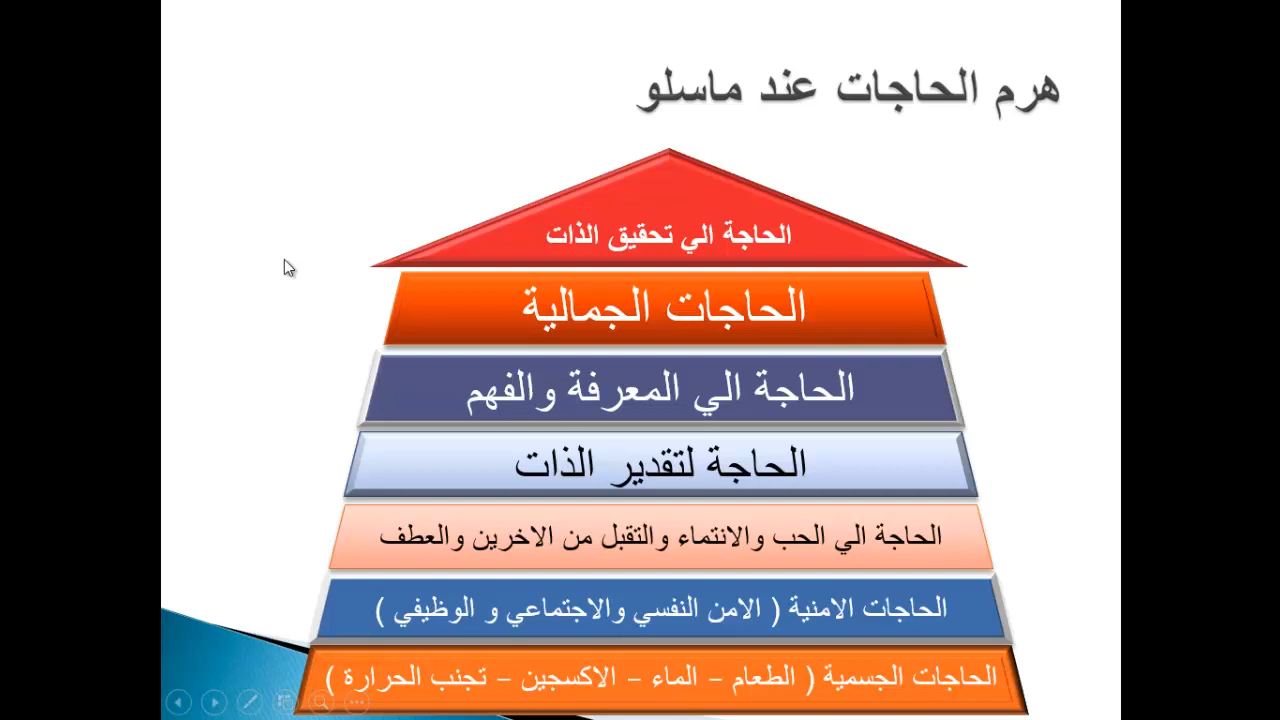 هرم الحاجات عند ماسلو
الحاجة الي تحقيق الذات
الحاجات الجمالية
الحاجة الي المعرفة والفهم
الحاجة لتقدير الذات
الحاجة الي الحب والانتماء والتقبل من الاخرين والعطف
الحاجات الامنية ( الامن النفسي والاجتماعي و الوظيفي )
الحاجات الجسمية ( الطعام – الماء – الاكسجين – تجنب الحرارة )